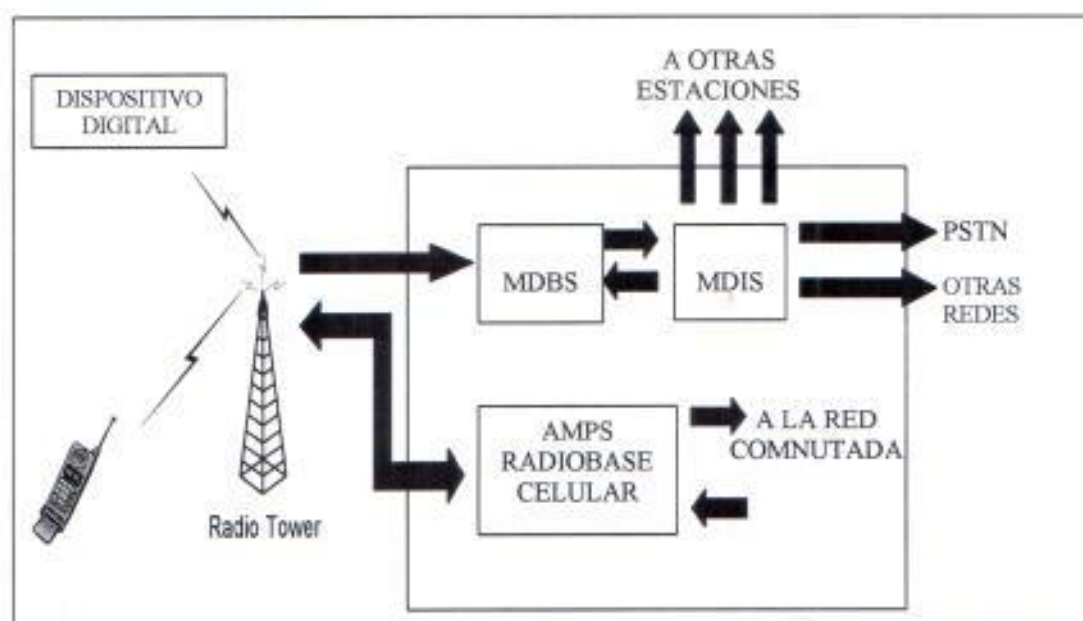 DISPOSITIVO
DIGITAL
A OTRAS
ESTACIONES
MDBS
MDIS
PSTN
OTRAS
REDES
AMPS
RADIOBASE
CELULAR
A LA RED
COMNUTADA
Radio Tower